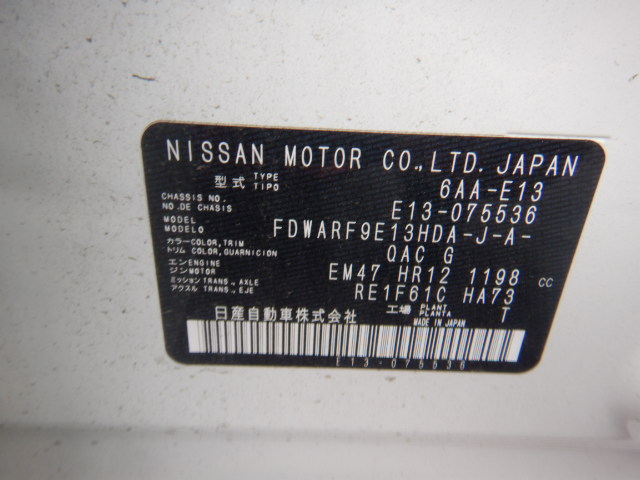 NISSAN MOTOR CO.,LTD. JAPAN
型式 TYPE TIPO 6AA-E13
CHASSIS NO. NO.DE CHASSIS E13-075536
MODEL MODELO FDWARF9E13HDA-J-A-
カラー COLOR, TRIM トリム COLOR, GUARNICION QAC G
エンジン ENGINE MOTOR EM47 HR12 1198 CC
ミッション TRANS., AXLE アクスル TRANS., EJE RE1F61C HA73
工場 PLANT PLANTA T
日産自動車株式会社 MADE IN JAPAN
E13-075536